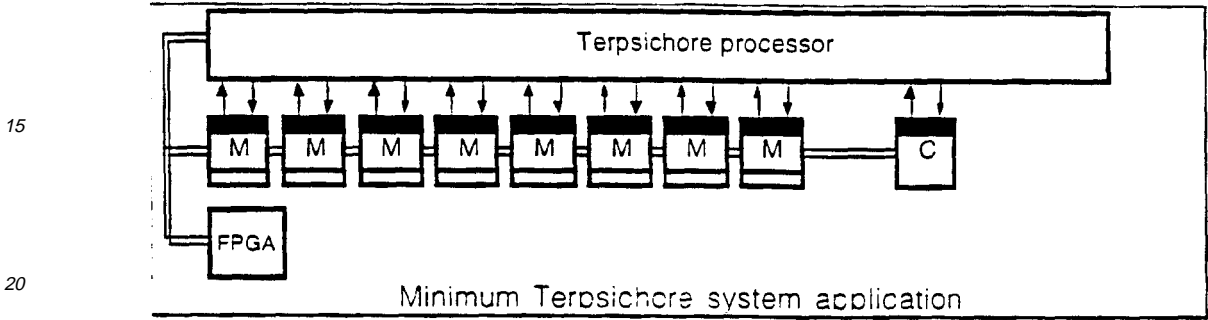 Terpsichore processor
15
M M M M M M M M C
FPGA
20
Minimum Terpsichore system application